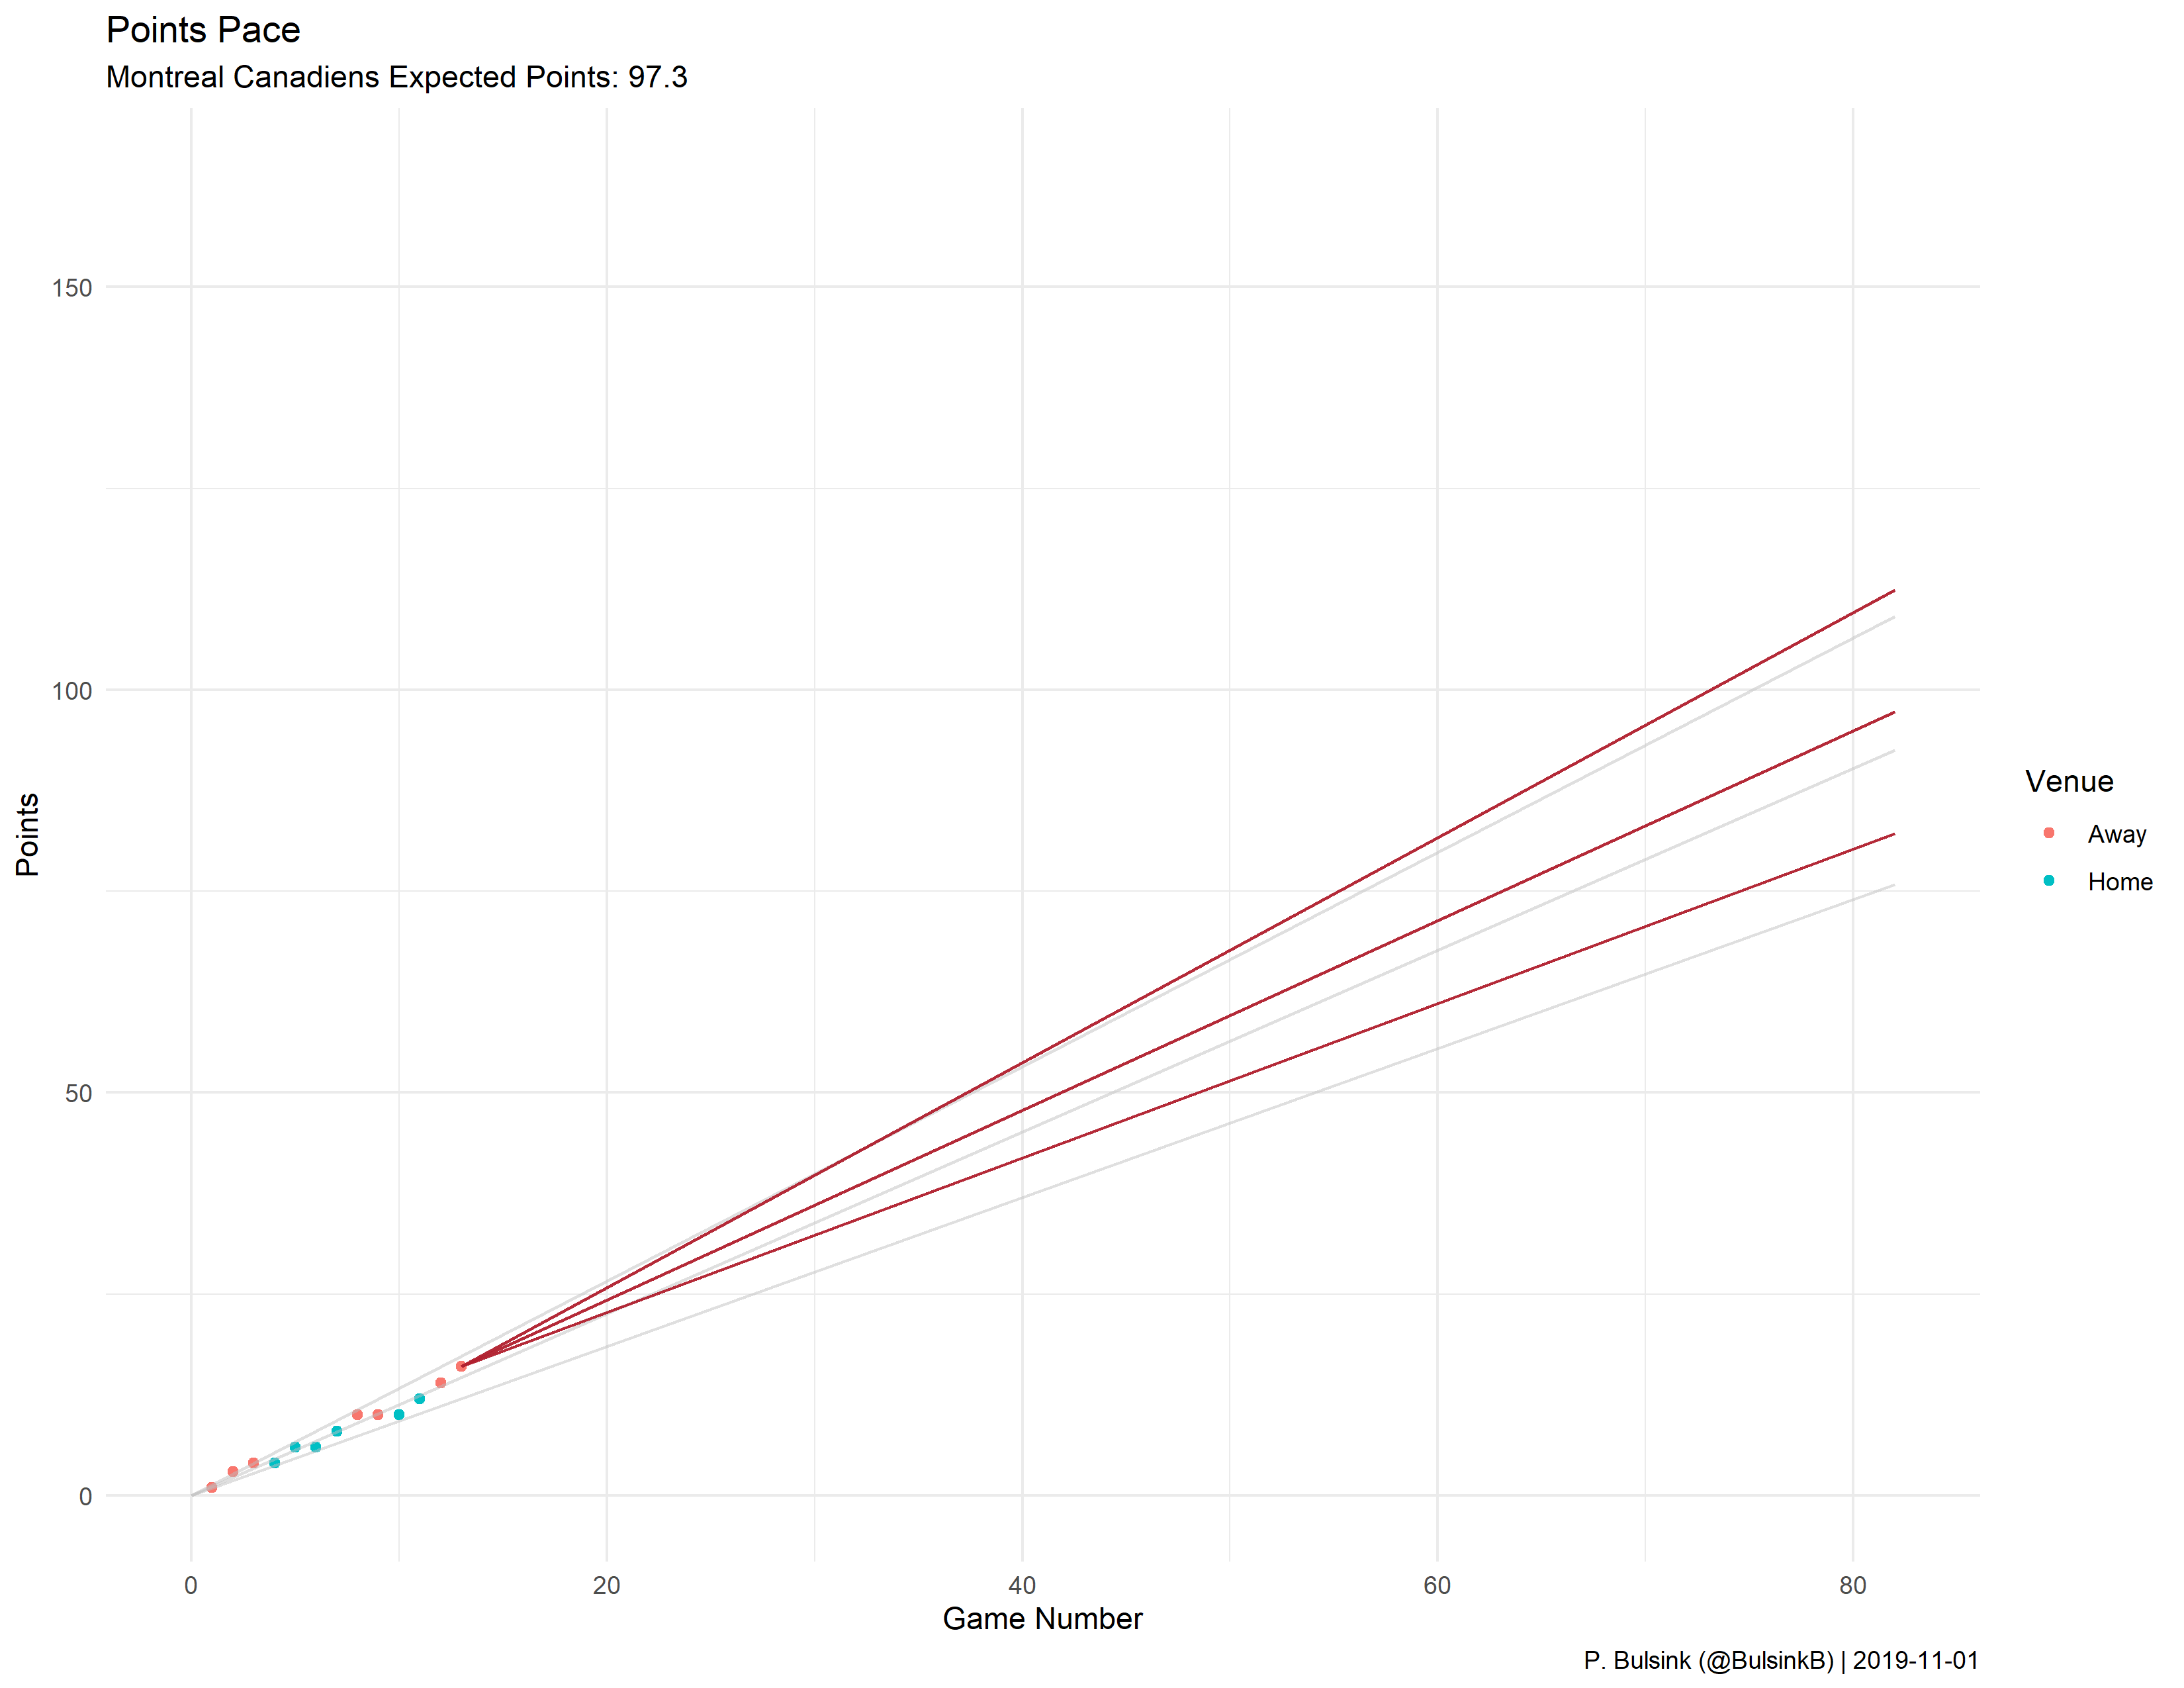 Points Pace
Montreal Canadiens Expected Points: 97.3
150
100
50
0
Points
0 20 40 60 80
Game Number
Venue
Away
Home
P. Bulsink (@BulsinkB) | 2019-11-01